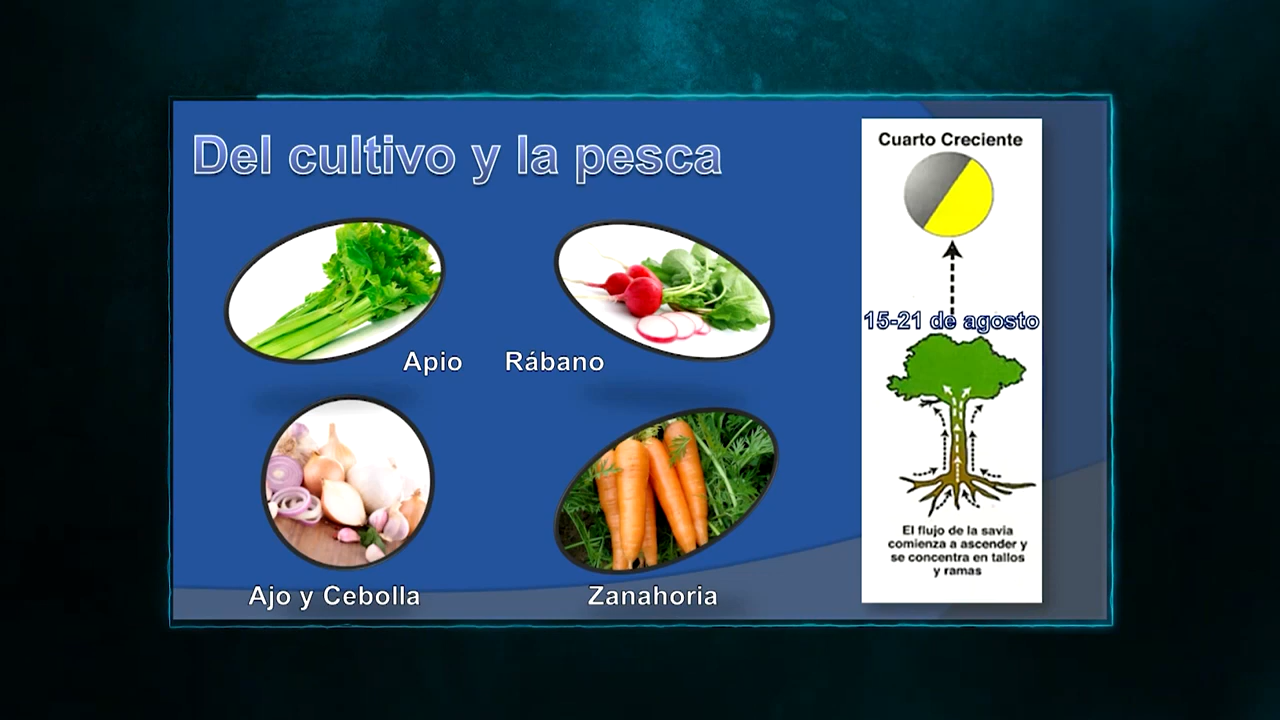 Del cultivo y la pesca
Apio
Rábano
Ajo y Cebolla
Zanahoria
Cuarto Creciente
15-21 de agosto
El flujo de la savia
comienza a ascender y
se concentra en tallos
y ramas